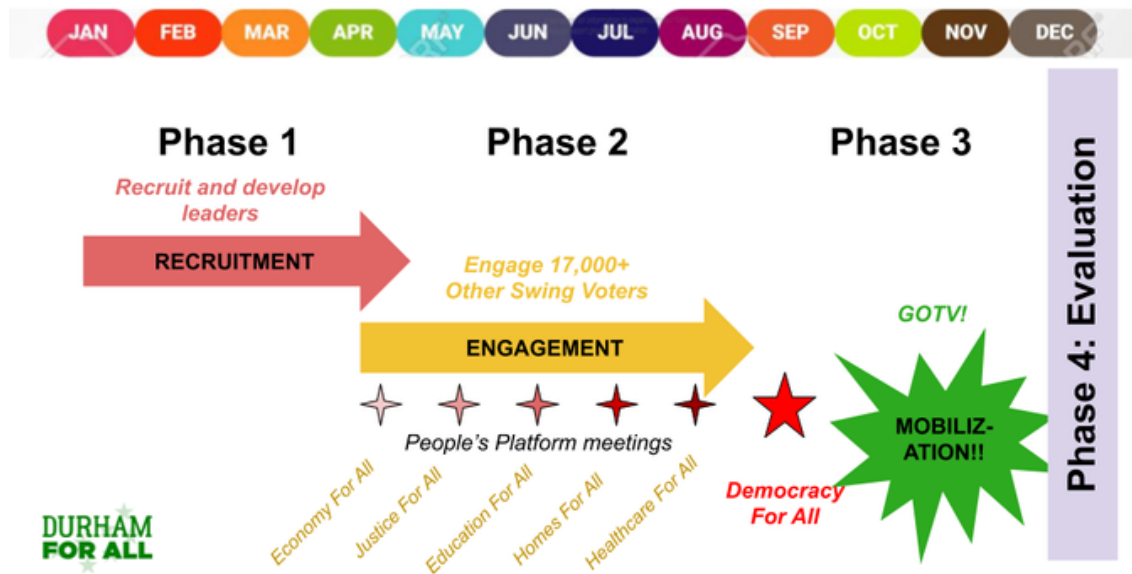 JAN FEB MAR APR MAY JUN JUL AUG SEP OCT NOV DEC
Phase 1
Phase 2
Phase 3
Recruit and develop
leaders
RECRUITMENT
Engage 17,000+
Other Swing Voters
ENGAGEMENT
People's Platform meetings
Economy For All
Justice For All
Education For All
Homes For All
Healthcare For All
Democracy
For All
GOTV!
MOBILIZ-
ATION!!
Phase 4: Evaluation
DURHAM
FOR ALL